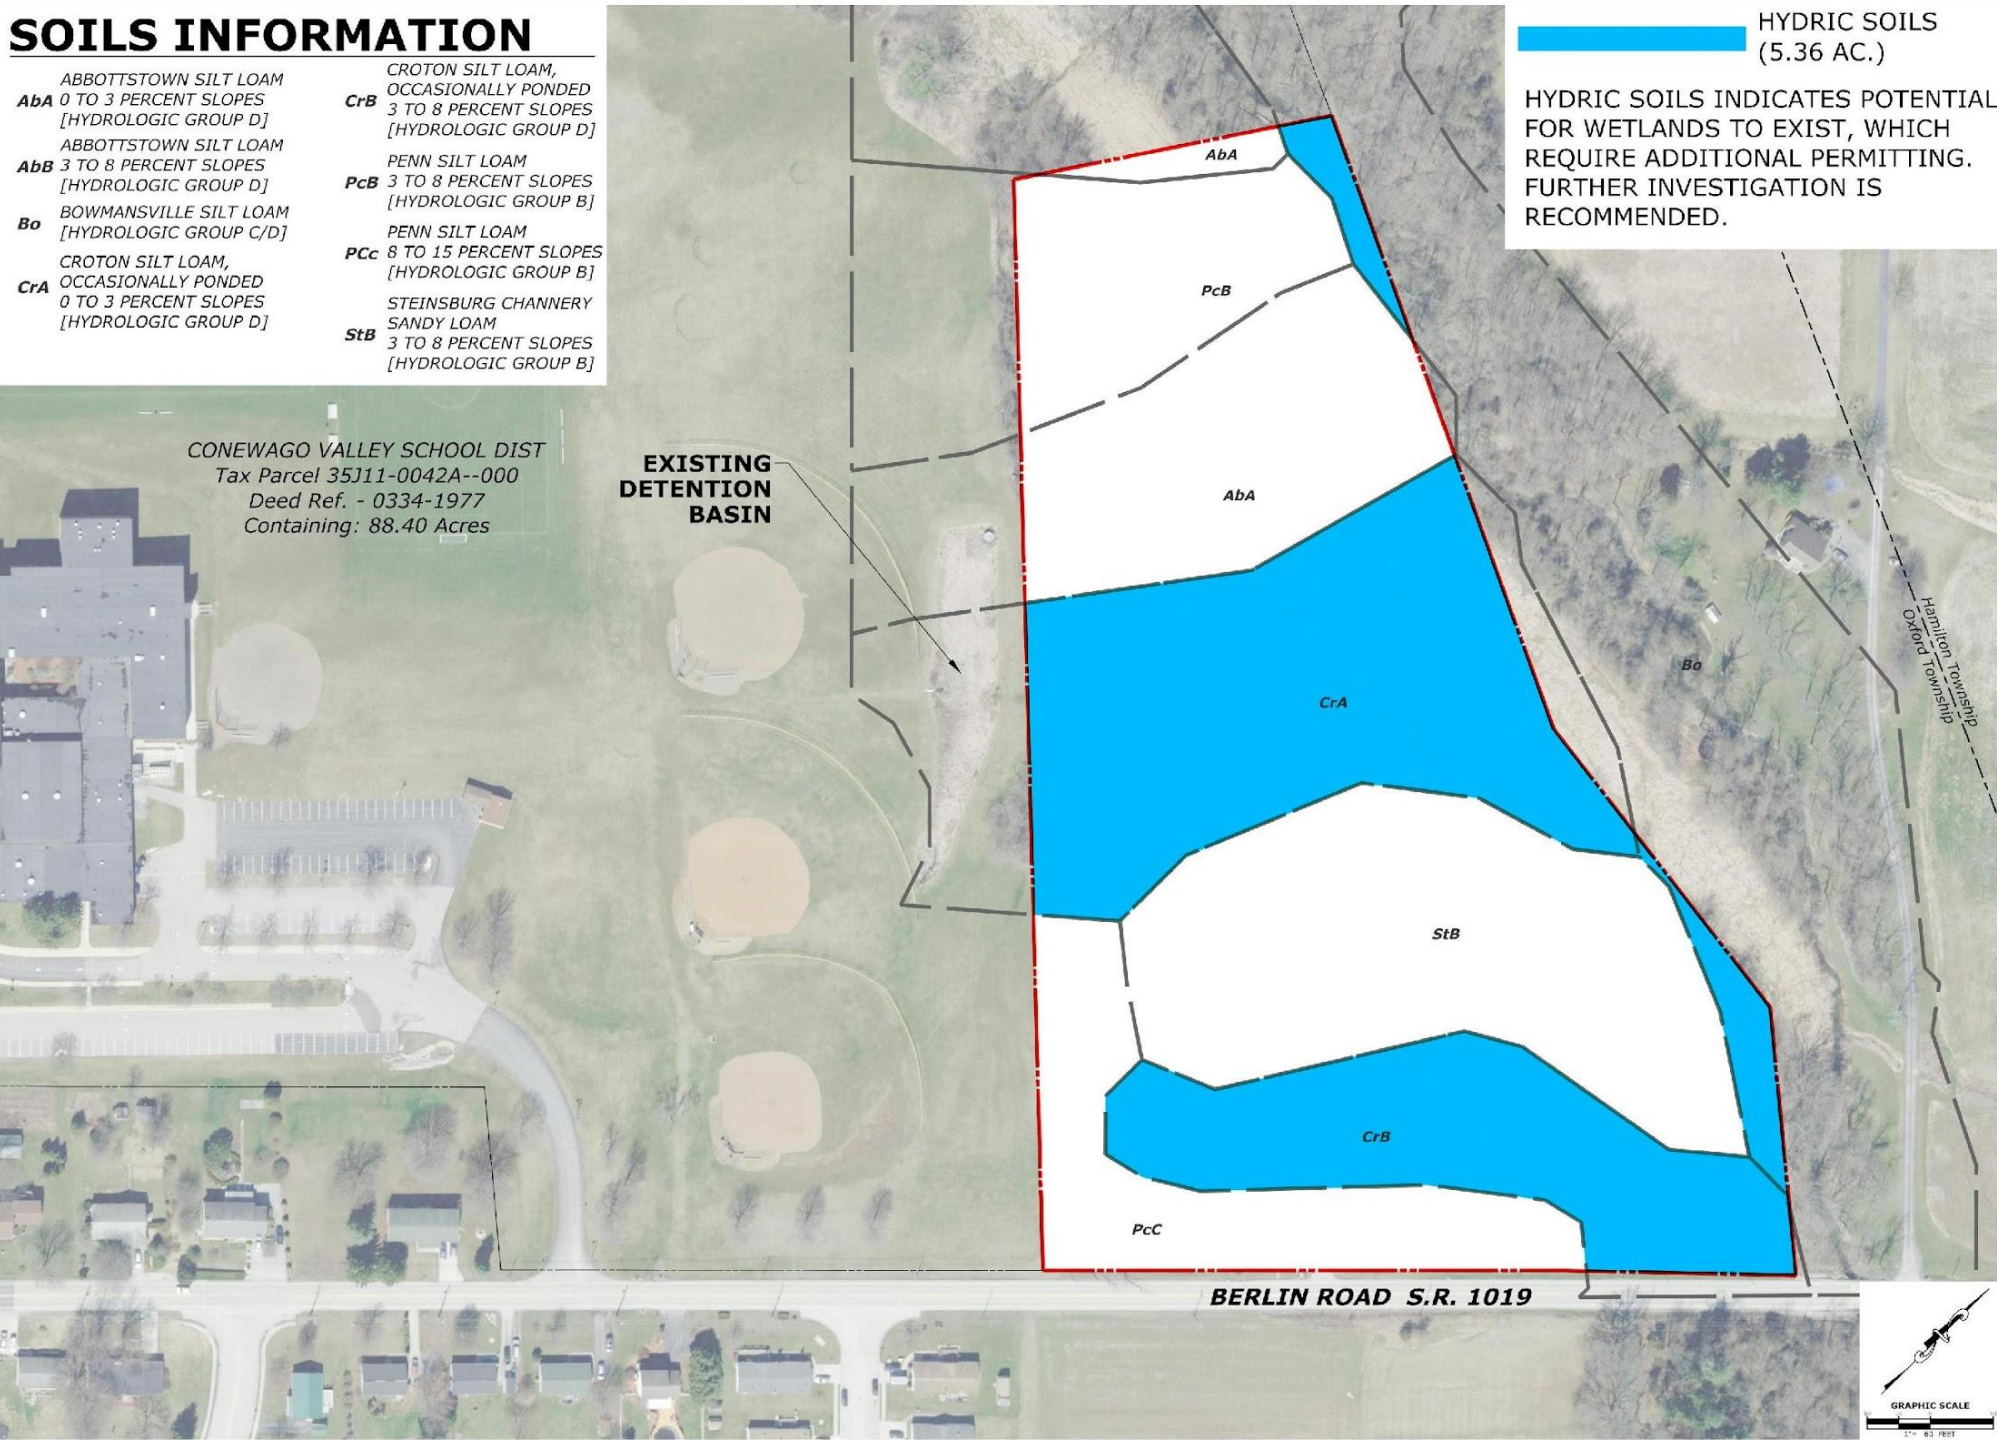 SOILS INFORMATION
AbA
ABBOTTSTOWN SILT LOAM
0 TO 3 PERCENT SLOPES
[HYDROLOGIC GROUP D]
AbB
ABBOTTSTOWN SILT LOAM
3 TO 8 PERCENT SLOPES
[HYDROLOGIC GROUP D]
Bo
BOWMANSVILLE SILT LOAM
[HYDROLOGIC GROUP C/D]
CrA
CROTON SILT LOAM,
OCCASIONALLY PONDED
0 TO 3 PERCENT SLOPES
[HYDROLOGIC GROUP D]
CrB
CROTON SILT LOAM,
OCCASIONALLY PONDED
3 TO 8 PERCENT SLOPES
[HYDROLOGIC GROUP D]
PcB
PENN SILT LOAM
3 TO 8 PERCENT SLOPES
[HYDROLOGIC GROUP B]
PCc
PENN SILT LOAM
8 TO 15 PERCENT SLOPES
[HYDROLOGIC GROUP B]
StB
STEINSBURG CHANNERY
SANDY LOAM
3 TO 8 PERCENT SLOPES
[HYDROLOGIC GROUP B]
HYDRIC SOILS
(5.36 AC.)
HYDRIC SOILS INDICATES POTENTIAL
FOR WETLANDS TO EXIST, WHICH
REQUIRE ADDITIONAL PERMITTING.
FURTHER INVESTIGATION IS
RECOMMENDED.
CONEWAGO VALLEY SCHOOL DIST
Tax Parcel 35J11-0042A--000
Deed Ref. - 0334-1977
Containing: 88.40 Acres
EXISTING
DETENTION
BASIN
AbA
PcB
AbA
CrA
StB
CrB
PcC
Bo
Hamilton Township
Oxford Township
BERLIN ROAD S.R. 1019
GRAPHIC SCALE
1"= 60 FEET